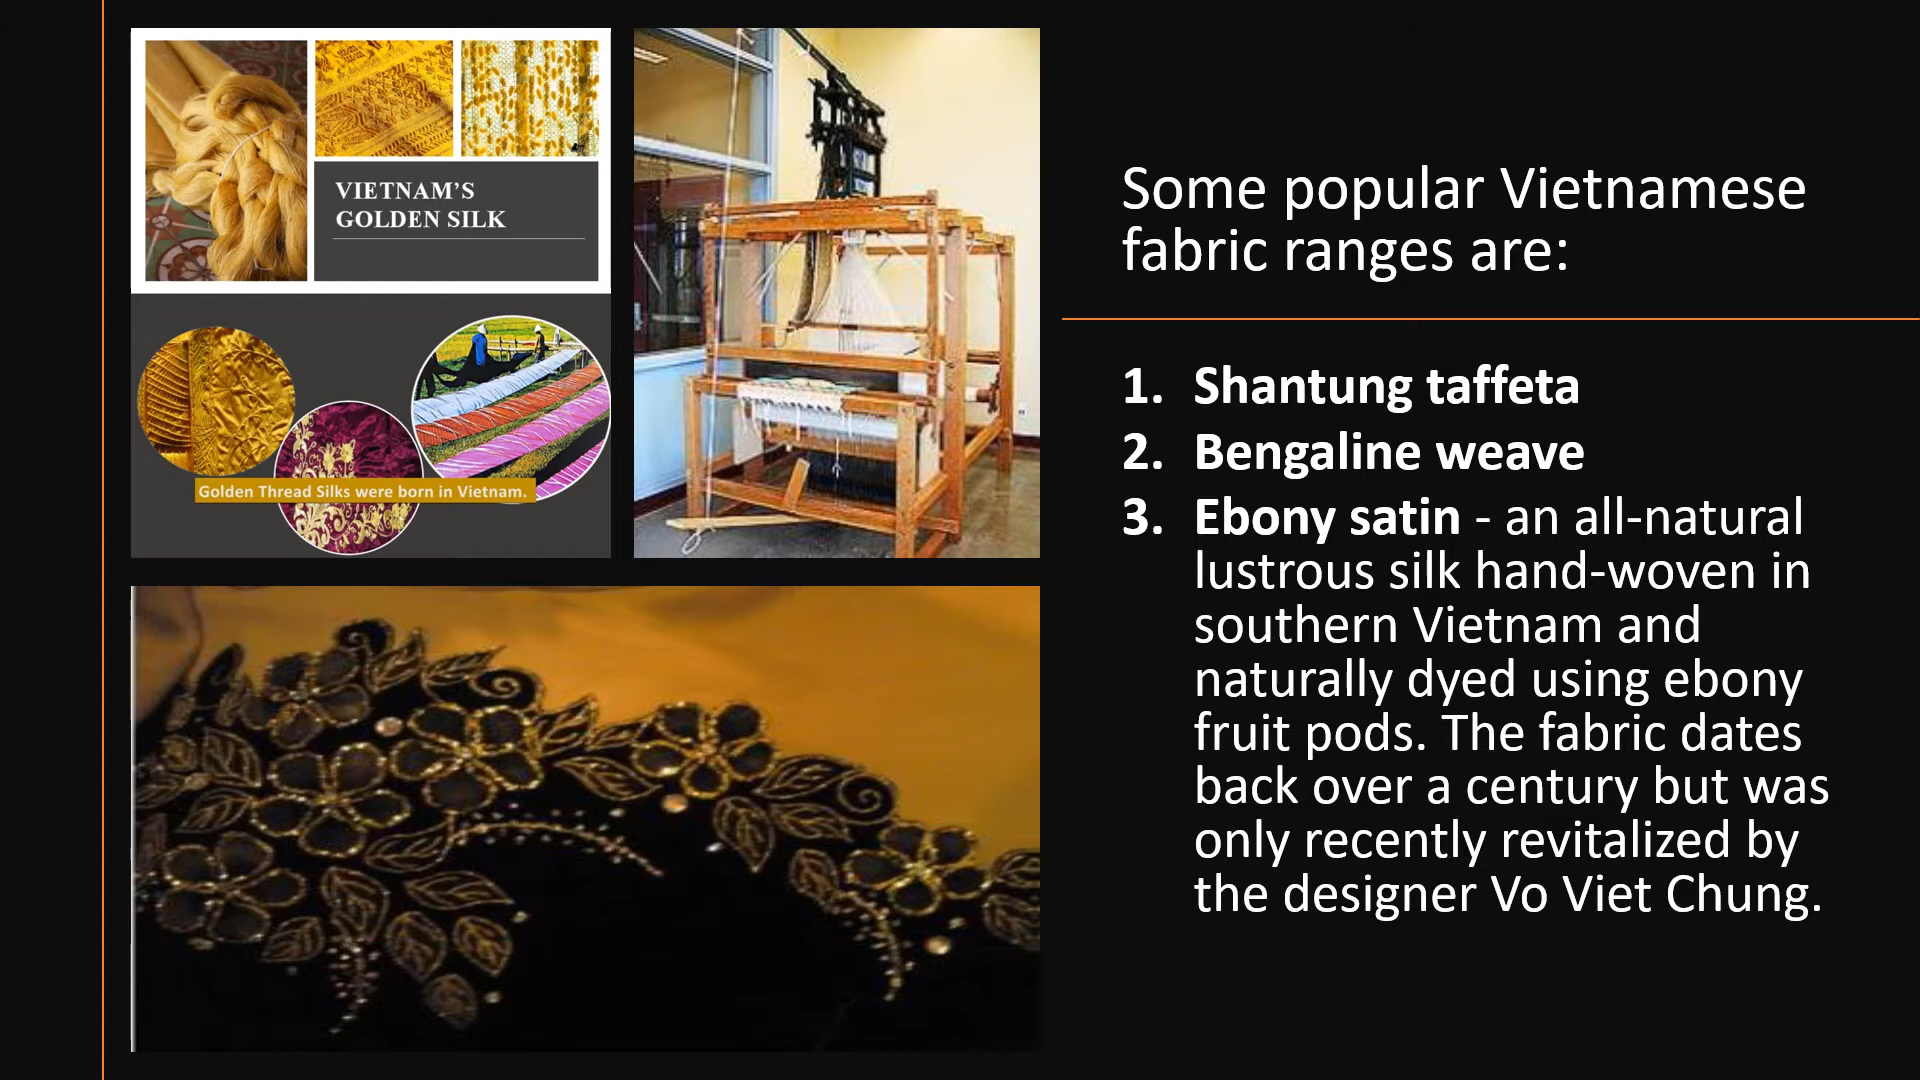 VIETNAM’S
GOLDEN SILK
Golden Thread Silks were born in Vietnam.
Some popular Vietnamese
fabric ranges are:
1. Shantung taffeta
2. Bengaline weave
3. Ebony satin - an all-natural
lustrous silk hand-woven in
southern Vietnam and
naturally dyed using ebony
fruit pods. The fabric dates
back over a century but was
only recently revitalized by
the designer Vo Viet Chung.